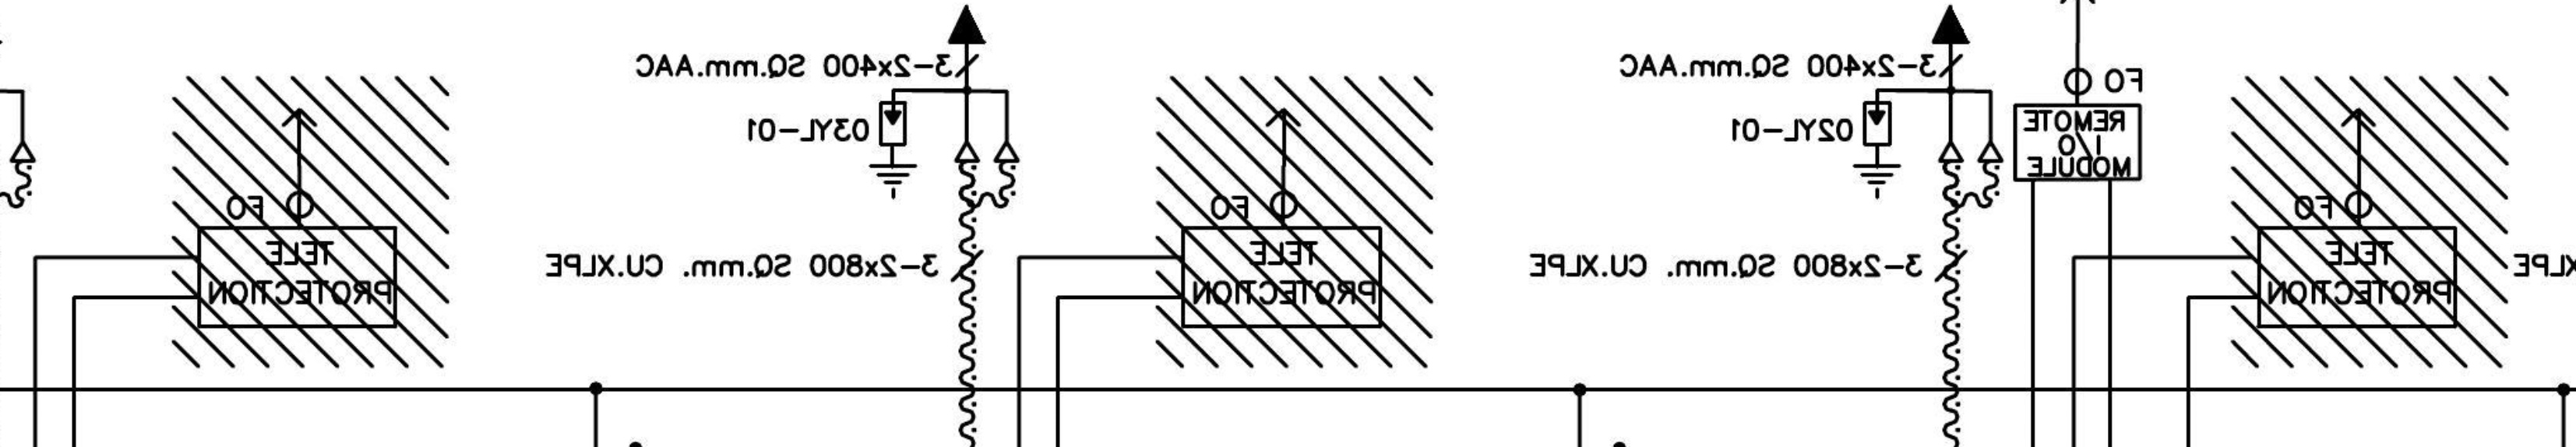 3-2x400 SQ.mm.AAC
3-2x400 SQ.mm.AAC
FO
REMOTE
I/O
MODULE
03YL-01
02YL-01
FO
FO
FO
TELE
PROTECTION
3-2x800 SQ.mm. CU.XLPE
TELE
PROTECTION
3-2x800 SQ.mm. CU.XLPE
TELE
PROTECTION
XLPE